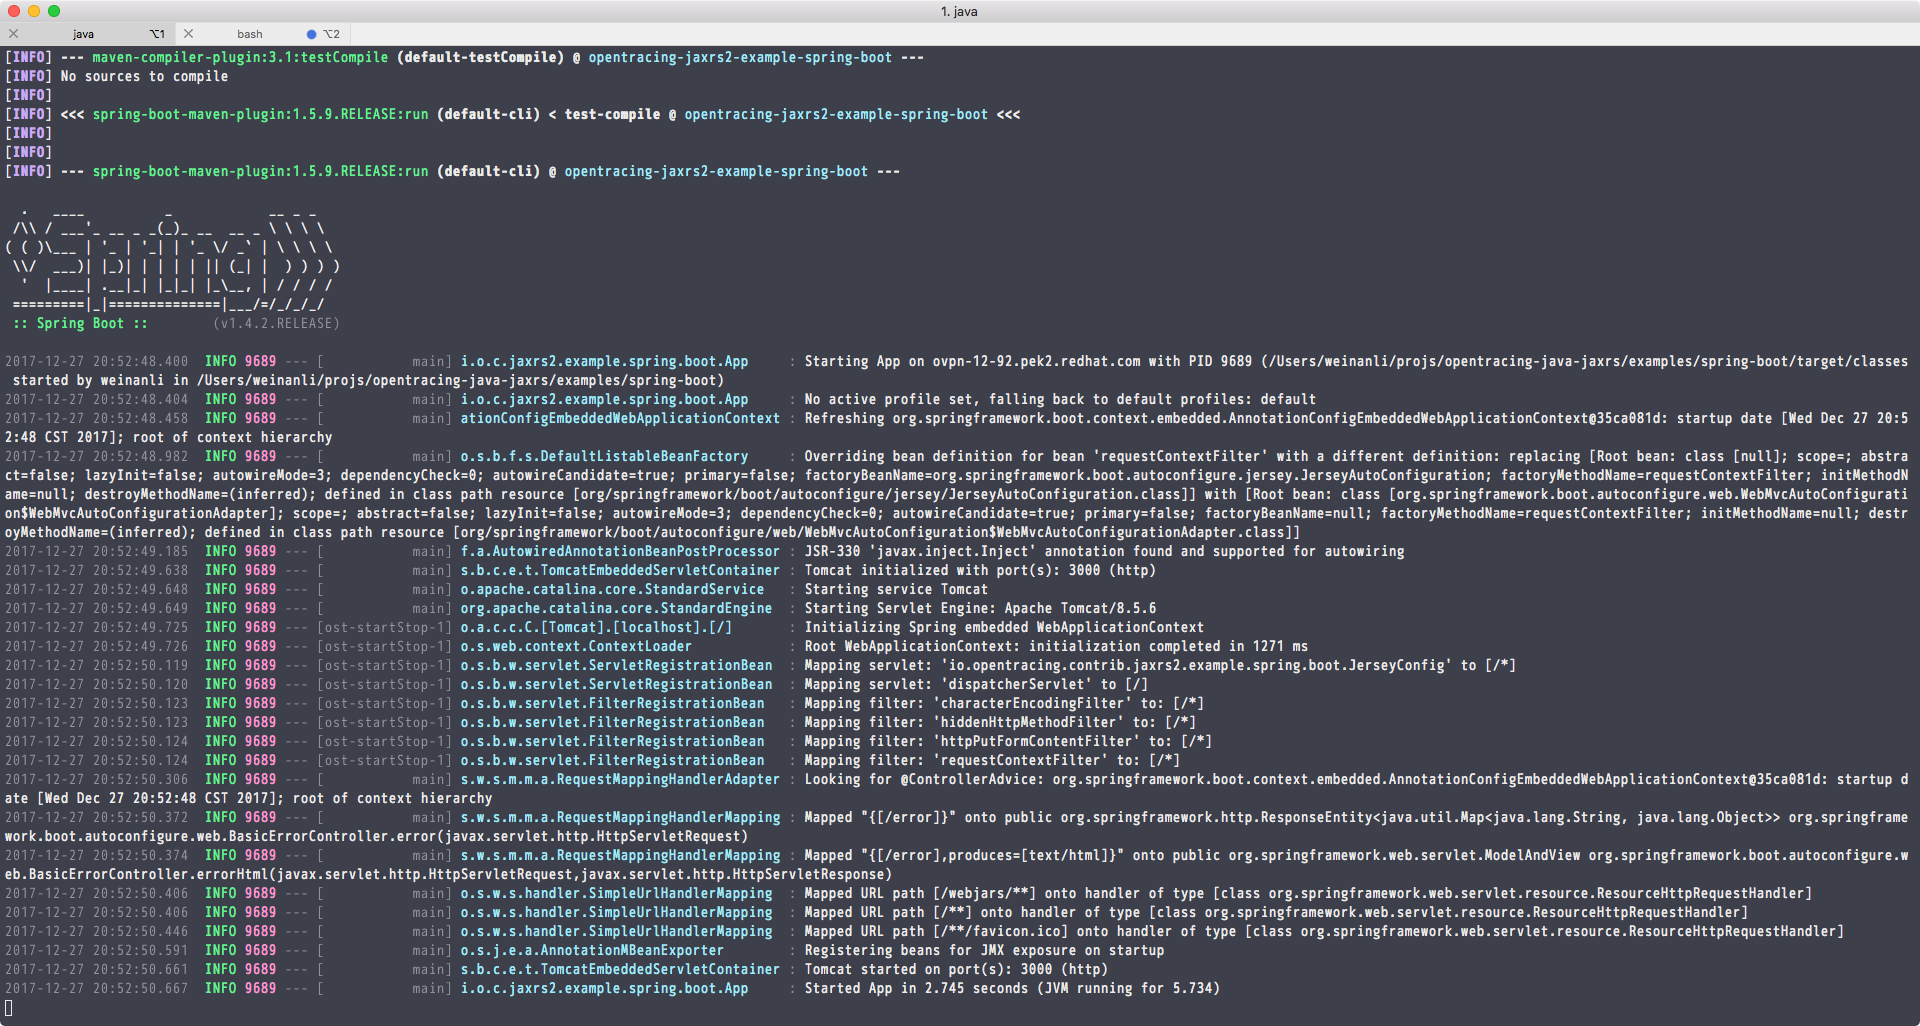 1. java
java ⌥1 bash ⌥2
[INFO] --- maven-compiler-plugin:3.1:testCompile (default-testCompile) @ opentracing-jaxrs2-example-spring-boot ---
[INFO] No sources to compile
[INFO]
[INFO] <<< spring-boot-maven-plugin:1.5.9.RELEASE:run (default-cli) < test-compile @ opentracing-jaxrs2-example-spring-boot <<<
[INFO]
[INFO]
[INFO] --- spring-boot-maven-plugin:1.5.9.RELEASE:run (default-cli) @ opentracing-jaxrs2-example-spring-boot ---
  .   ____          _            __ _ _
 /\\ / ___'_ __ _ _(_)_ __  __ _ \ \ \ \
( ( )\___ | '_ | '_| | '_ \/ _` | \ \ \ \
 \\/  ___)| |_)| | | | | || (_| |  ) ) ) )
  '  |____| .__|_| |_|_| |_\__, | / / / /
 =========|_|==============|___/=/_/_/_/
 :: Spring Boot ::        (v1.4.2.RELEASE)
2017-12-27 20:52:48.400  INFO 9689 --- [           main] i.o.c.jaxrs2.example.spring.boot.App     : Starting App on ovpn-12-92.pek2.redhat.com with PID 9689 (/Users/weinanli/projs/opentracing-java-jaxrs/examples/spring-boot/target/classes
 started by weinanli in /Users/weinanli/projs/opentracing-java-jaxrs/examples/spring-boot)
2017-12-27 20:52:48.404  INFO 9689 --- [           main] i.o.c.jaxrs2.example.spring.boot.App     : No active profile set, falling back to default profiles: default
2017-12-27 20:52:48.458  INFO 9689 --- [           main] ationConfigEmbeddedWebApplicationContext : Refreshing org.springframework.boot.context.embedded.AnnotationConfigEmbeddedWebApplicationContext@35ca081d: startup date [Wed Dec 27 20:5
2:48 CST 2017]; root of context hierarchy
2017-12-27 20:52:48.982  INFO 9689 --- [           main] o.s.b.f.s.DefaultListableBeanFactory     : Overriding bean definition for bean 'requestContextFilter' with a different definition: replacing [Root bean: class [null]; scope=; abstra
ct=false; lazyInit=false; autowireMode=3; dependencyCheck=0; autowireCandidate=true; primary=false; factoryBeanName=org.springframework.boot.autoconfigure.jersey.JerseyAutoConfiguration; factoryMethodName=requestContextFilter; initMethodN
ame=null; destroyMethodName=(inferred); defined in class path resource [org/springframework/boot/autoconfigure/jersey/JerseyAutoConfiguration.class]] with [Root bean: class [org.springframework.boot.autoconfigure.web.WebMvcAutoConfigurati
on$WebMvcAutoConfigurationAdapter]; scope=; abstract=false; lazyInit=false; autowireMode=3; dependencyCheck=0; autowireCandidate=true; primary=false; factoryBeanName=null; factoryMethodName=requestContextFilter; initMethodName=null; destr
oyMethodName=(inferred); defined in class path resource [org/springframework/boot/autoconfigure/web/WebMvcAutoConfiguration$WebMvcAutoConfigurationAdapter.class]]
2017-12-27 20:52:49.185  INFO 9689 --- [           main] f.a.AutowiredAnnotationBeanPostProcessor : JSR-330 'javax.inject.Inject' annotation found and supported for autowiring
2017-12-27 20:52:49.638  INFO 9689 --- [           main] s.b.c.e.t.TomcatEmbeddedServletContainer : Tomcat initialized with port(s): 3000 (http)
2017-12-27 20:52:49.648  INFO 9689 --- [           main] o.apache.catalina.core.StandardService   : Starting service Tomcat
2017-12-27 20:52:49.649  INFO 9689 --- [           main] org.apache.catalina.core.StandardEngine  : Starting Servlet Engine: Apache Tomcat/8.5.6
2017-12-27 20:52:49.725  INFO 9689 --- [ost-startStop-1] o.a.c.c.C.[Tomcat].[localhost].[/]       : Initializing Spring embedded WebApplicationContext
2017-12-27 20:52:49.726  INFO 9689 --- [ost-startStop-1] o.s.web.context.ContextLoader            : Root WebApplicationContext: initialization completed in 1271 ms
2017-12-27 20:52:50.119  INFO 9689 --- [ost-startStop-1] o.s.b.w.servlet.ServletRegistrationBean  : Mapping servlet: 'io.opentracing.contrib.jaxrs2.example.spring.boot.JerseyConfig' to [/*]
2017-12-27 20:52:50.120  INFO 9689 --- [ost-startStop-1] o.s.b.w.servlet.ServletRegistrationBean  : Mapping servlet: 'dispatcherServlet' to [/]
2017-12-27 20:52:50.123  INFO 9689 --- [ost-startStop-1] o.s.b.w.servlet.FilterRegistrationBean   : Mapping filter: 'characterEncodingFilter' to: [/*]
2017-12-27 20:52:50.123  INFO 9689 --- [ost-startStop-1] o.s.b.w.servlet.FilterRegistrationBean   : Mapping filter: 'hiddenHttpMethodFilter' to: [/*]
2017-12-27 20:52:50.124  INFO 9689 --- [ost-startStop-1] o.s.b.w.servlet.FilterRegistrationBean   : Mapping filter: 'httpPutFormContentFilter' to: [/*]
2017-12-27 20:52:50.124  INFO 9689 --- [ost-startStop-1] o.s.b.w.servlet.FilterRegistrationBean   : Mapping filter: 'requestContextFilter' to: [/*]
2017-12-27 20:52:50.306  INFO 9689 --- [           main] s.w.s.m.m.a.RequestMappingHandlerAdapter : Looking for @ControllerAdvice: org.springframework.boot.context.embedded.AnnotationConfigEmbeddedWebApplicationContext@35ca081d: startup d
ate [Wed Dec 27 20:52:48 CST 2017]; root of context hierarchy
2017-12-27 20:52:50.372  INFO 9689 --- [           main] s.w.s.m.m.a.RequestMappingHandlerMapping : Mapped "{[/error]}" onto public org.springframework.http.ResponseEntity<java.util.Map<java.lang.String, java.lang.Object>> org.springframe
work.boot.autoconfigure.web.BasicErrorController.error(javax.servlet.http.HttpServletRequest)
2017-12-27 20:52:50.374  INFO 9689 --- [           main] s.w.s.m.m.a.RequestMappingHandlerMapping : Mapped "{[/error],produces=[text/html]}" onto public org.springframework.web.servlet.ModelAndView org.springframework.boot.autoconfigure.w
eb.BasicErrorController.errorHtml(javax.servlet.http.HttpServletRequest,javax.servlet.http.HttpServletResponse)
2017-12-27 20:52:50.406  INFO 9689 --- [           main] o.s.w.s.handler.SimpleUrlHandlerMapping  : Mapped URL path [/webjars/**] onto handler of type [class org.springframework.web.servlet.resource.ResourceHttpRequestHandler]
2017-12-27 20:52:50.406  INFO 9689 --- [           main] o.s.w.s.handler.SimpleUrlHandlerMapping  : Mapped URL path [/**] onto handler of type [class org.springframework.web.servlet.resource.ResourceHttpRequestHandler]
2017-12-27 20:52:50.446  INFO 9689 --- [           main] o.s.w.s.handler.SimpleUrlHandlerMapping  : Mapped URL path [/**/favicon.ico] onto handler of type [class org.springframework.web.servlet.resource.ResourceHttpRequestHandler]
2017-12-27 20:52:50.591  INFO 9689 --- [           main] o.s.j.e.a.AnnotationMBeanExporter        : Registering beans for JMX exposure on startup
2017-12-27 20:52:50.661  INFO 9689 --- [           main] s.b.c.e.t.TomcatEmbeddedServletContainer : Tomcat started on port(s): 3000 (http)
2017-12-27 20:52:50.667  INFO 9689 --- [           main] i.o.c.jaxrs2.example.spring.boot.App     : Started App in 2.745 seconds (JVM running for 5.734)